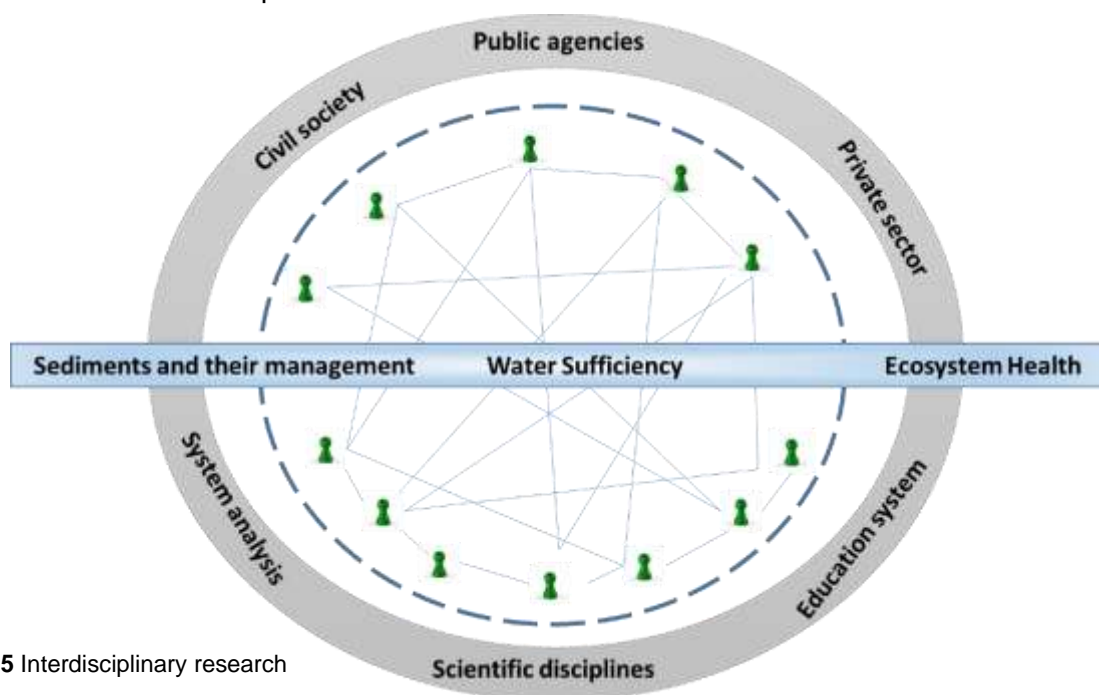 Public agencies
Civil society
Private sector
Sediments and their management Water Sufficiency Ecosystem Health
System analysis
Education system
5 Interdisciplinary research
Scientific disciplines